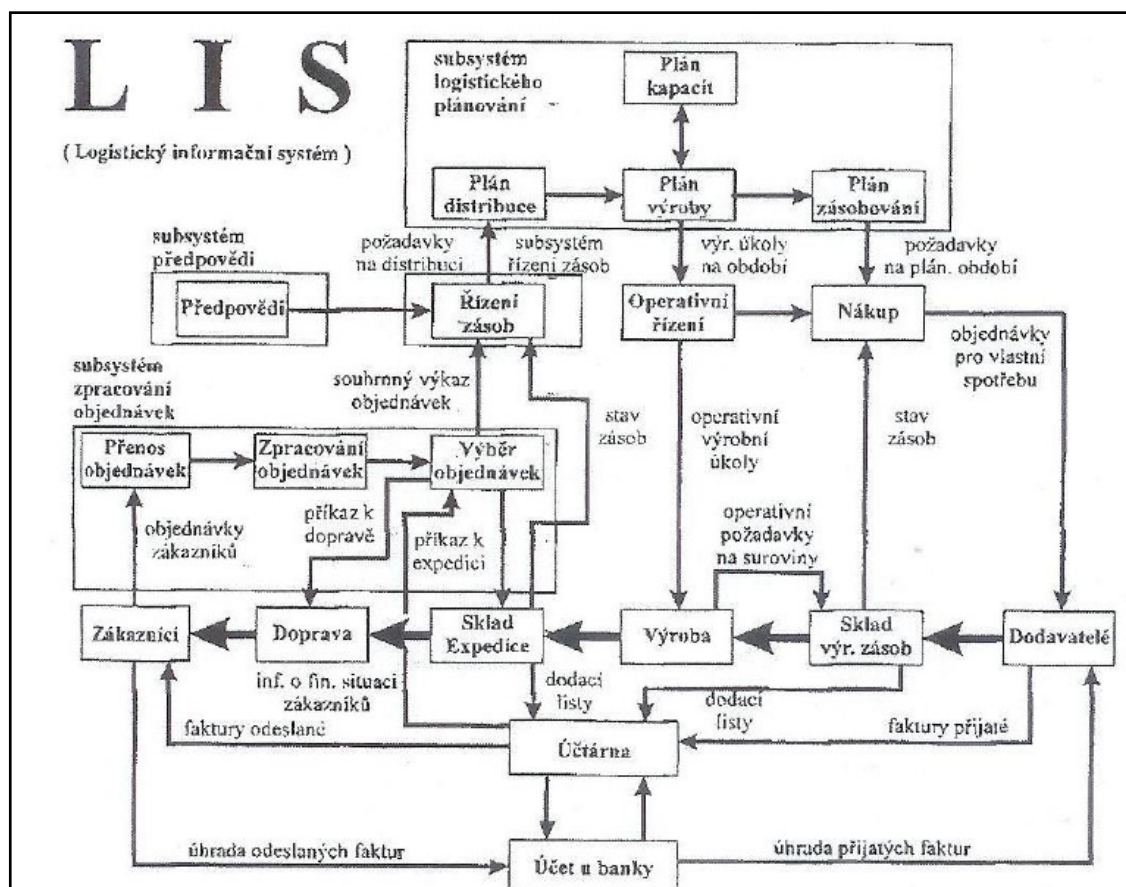 L I S
( Logistický informační systém )
subsystém
logistického
plánování
Plán
kapacit
Plán
distribuce
Plán
výroby
Plán
zásobování
subsystém
předpovědi
požadavky
na distribuci
subsystém
řízení zásob
výr. úkoly
na období
požadavky
na plán. období
Předpovědi
Řízení
zásob
Operativní
řízení
Nákup
objednávky
pro vlastní
spotřebu
subsystém
zpracování
objednávek
souhrnný výkaz
objednávek
stav
zásob
operativní
výrobní
úkoly
stav
zásob
Přenos
objednávek
Zpracování
objednávek
Výběr
objednávek
objednávky
zákazníků
příkaz k
dopravě
příkaz k
expedici
operativní
požadavky
na suroviny
Zákazníci
Doprava
Sklad
Expedice
Výroba
Sklad
výr. zásob
Dodavatelé
inf. o fin. situaci
zákazníků
dodací
listy
dodací
listy
faktury odeslané
faktury přijaté
Účtárna
úhrada odeslaných faktur
Účet u banky
úhrada přijatých faktur